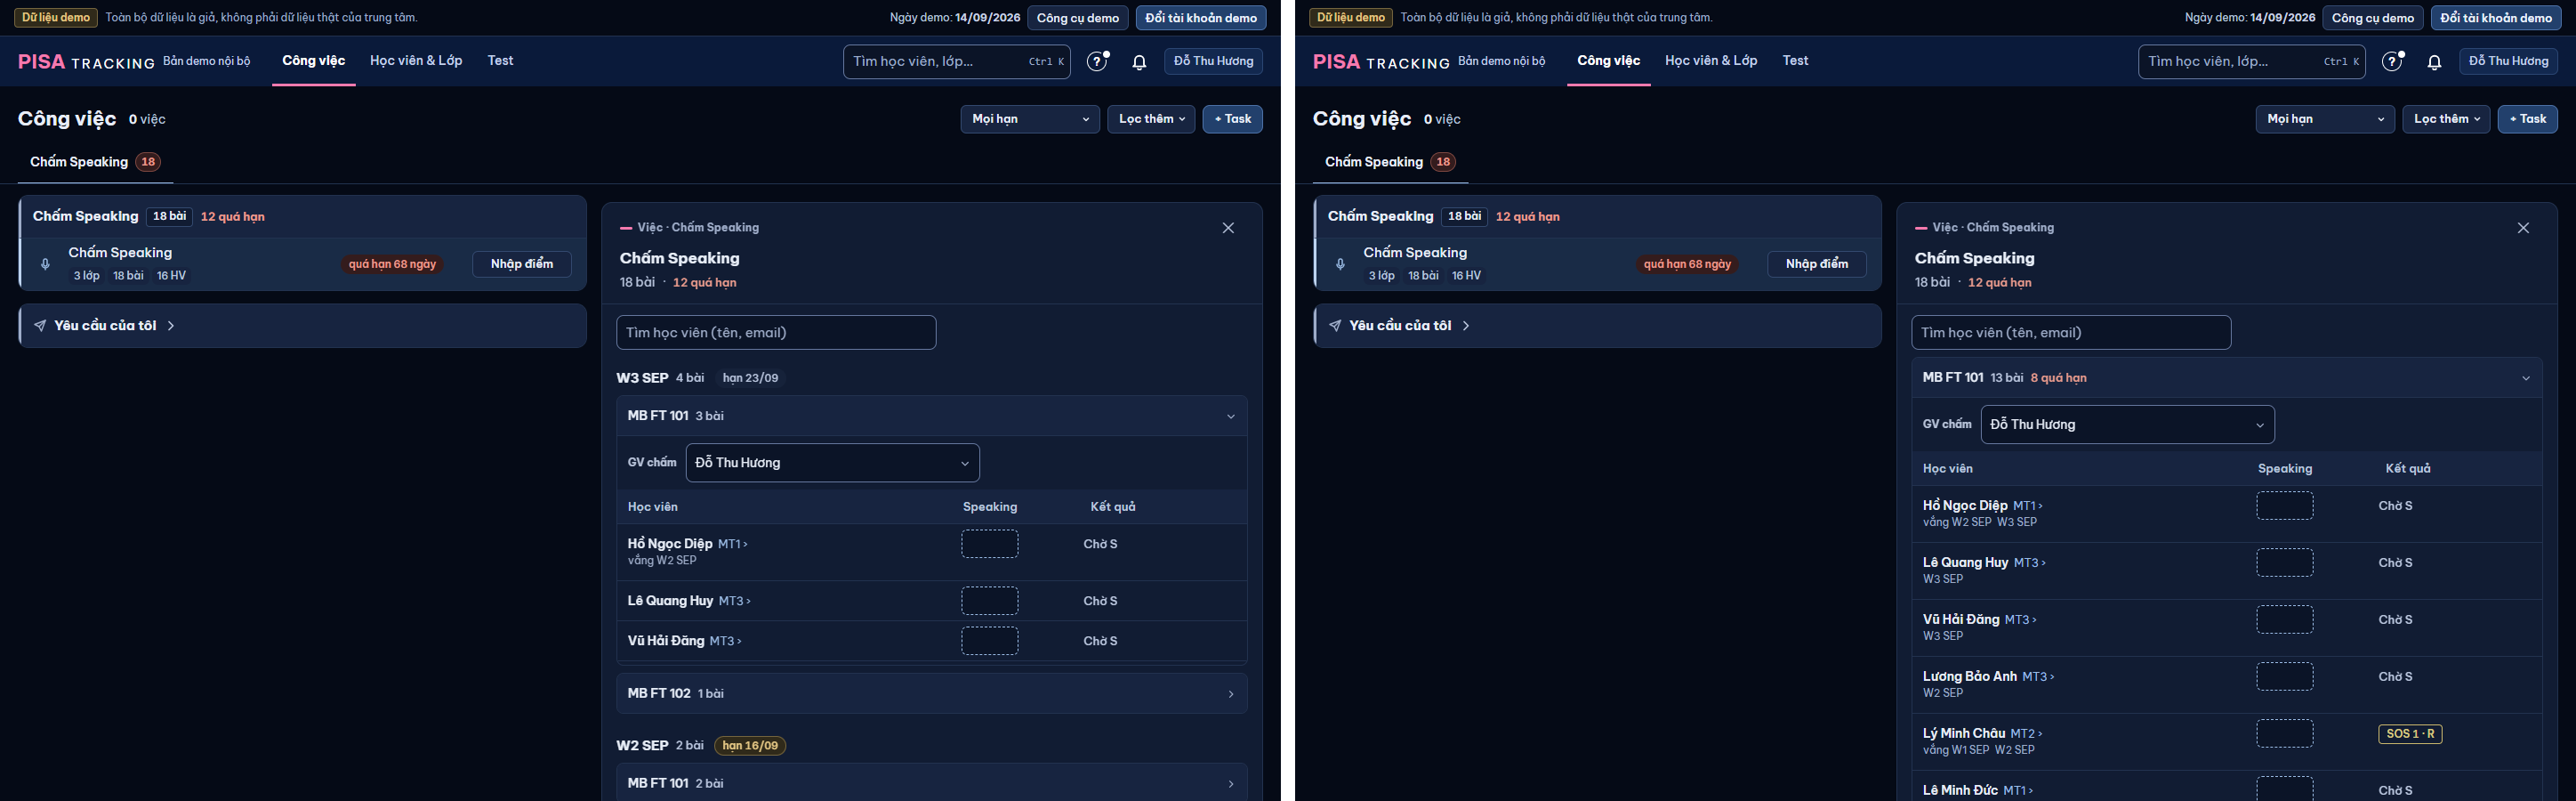 Dữ liệu demo Toàn bộ dữ liệu là giả, không phải dữ liệu thật của trung tâm. Ngày demo: 14/09/2026 Công cụ demo Đổi tài khoản demo
PISA TRACKING Bản demo nội bộ Công việc Học viên & Lớp Test Tìm học viên, lớp... Ctrl K ? Đỗ Thu Hương
Công việc 0 việc Mọi hạn Lọc thêm + Task
Chấm Speaking 18
Chấm Speaking 18 bài 12 quá hạn
Chấm Speaking
3 lớp 18 bài 16 HV
quá hạn 68 ngày Nhập điểm
Yêu cầu của tôi
Việc · Chấm Speaking
Chấm Speaking
18 bài · 12 quá hạn
Tìm học viên (tên, email)
W3 SEP 4 bài hạn 23/09
MB FT 101 3 bài
GV chấm Đỗ Thu Hương
Học viên Speaking Kết quả
Hồ Ngọc Diệp MT1 › Chờ S
vắng W2 SEP
Lê Quang Huy MT3 › Chờ S
Vũ Hải Đăng MT3 › Chờ S
MB FT 102 1 bài
W2 SEP 2 bài hạn 16/09
MB FT 101 2 bài
Dữ liệu demo Toàn bộ dữ liệu là giả, không phải dữ liệu thật của trung tâm. Ngày demo: 14/09/2026 Công cụ demo Đổi tài khoản demo
PISA TRACKING Bản demo nội bộ Công việc Học viên & Lớp Test Tìm học viên, lớp... Ctrl K ? Đỗ Thu Hương
Công việc 0 việc Mọi hạn Lọc thêm + Task
Chấm Speaking 18
Chấm Speaking 18 bài 12 quá hạn
Chấm Speaking
3 lớp 18 bài 16 HV
quá hạn 68 ngày Nhập điểm
Yêu cầu của tôi
Việc · Chấm Speaking
Chấm Speaking
18 bài · 12 quá hạn
Tìm học viên (tên, email)
MB FT 101 13 bài 8 quá hạn
GV chấm Đỗ Thu Hương
Học viên Speaking Kết quả
Hồ Ngọc Diệp MT1 › Chờ S
vắng W2 SEP W3 SEP
Lê Quang Huy MT3 › Chờ S
W3 SEP
Vũ Hải Đăng MT3 › Chờ S
W3 SEP
Lương Bảo Anh MT3 › Chờ S
W2 SEP
Lý Minh Châu MT2 › SOS 1 · R
vắng W1 SEP W2 SEP
Lê Minh Đức MT1 › Chờ S